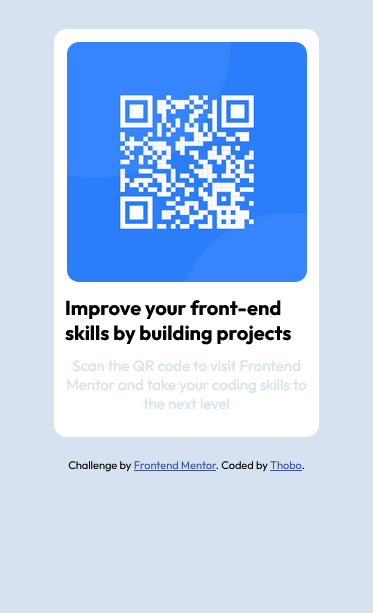 Improve your front-end
skills by building projects
Scan the QR code to visit Frontend
Mentor and take your coding skills to
the next level
Challenge by Frontend Mentor. Coded by Thobo.